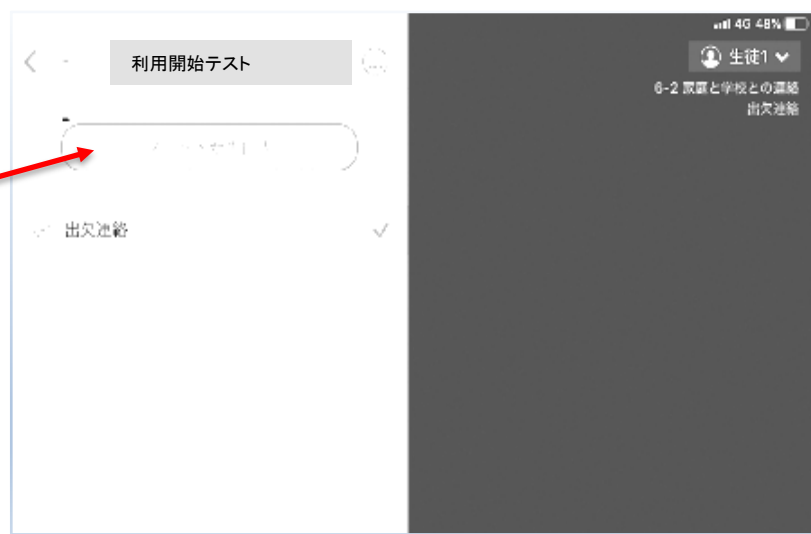 利用開始テスト
出欠連絡
4G 48%
生徒1
6-2 家庭と学校との連絡
出欠連絡